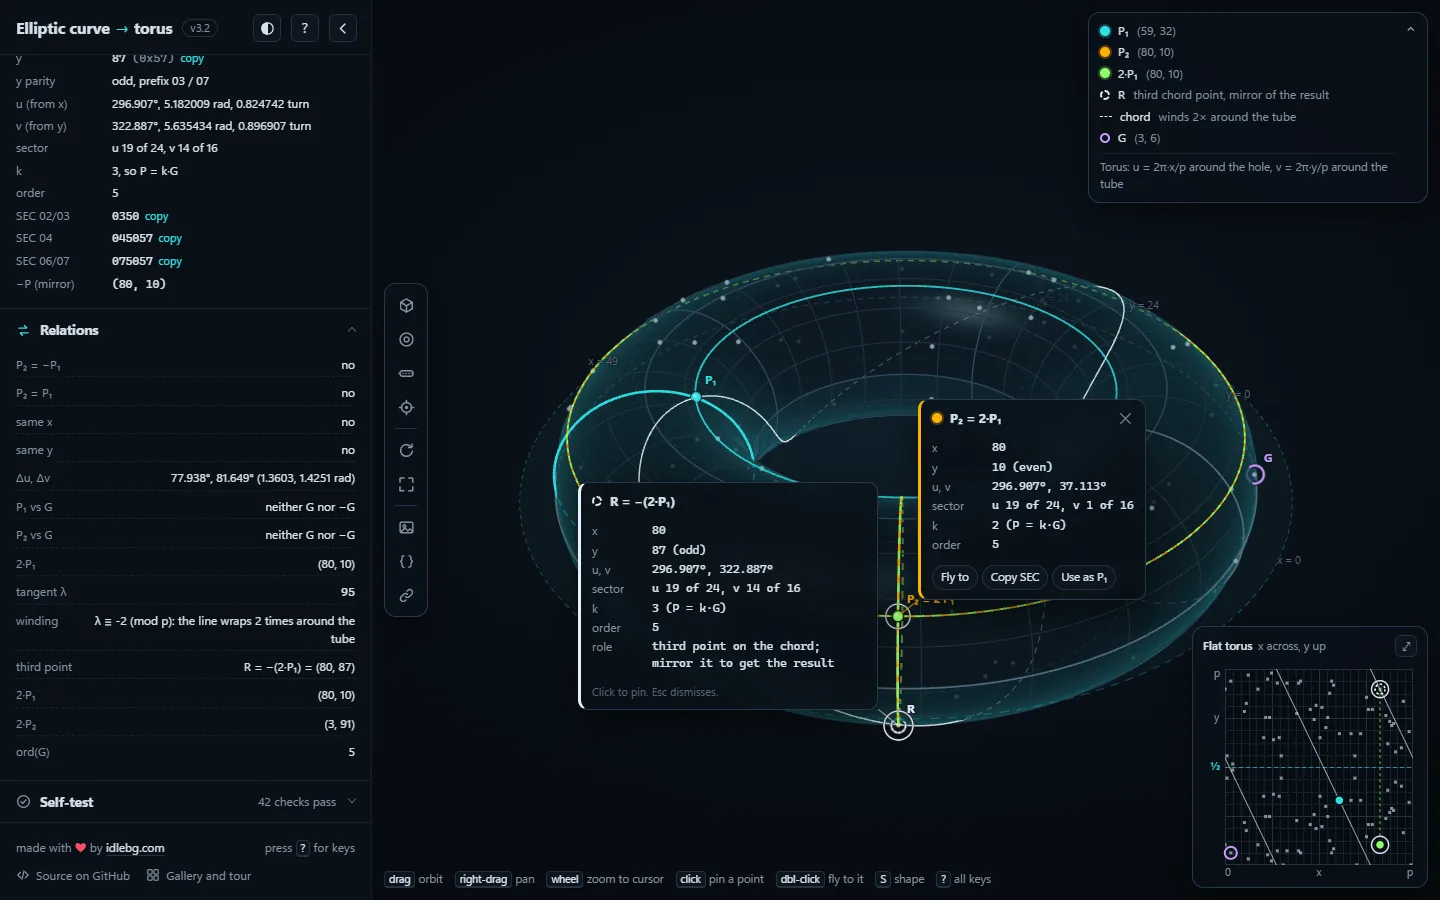 Elliptic curve → torus v3.2
?
y 87 (0x57) copy
y parity odd, prefix 03 / 07
u (from x) 296.907°, 5.182009 rad, 0.824742 turn
v (from y) 322.887°, 5.635434 rad, 0.896907 turn
sector u 19 of 24, v 14 of 16
k 3, so P = k·G
order 5
SEC 02/03 0350 copy
SEC 04 045057 copy
SEC 06/07 075057 copy
−P (mirror) (80, 10)
Relations
P₂ = −P₁ no
P₂ = P₁ no
same x no
same y no
Δu, Δv 77.938°, 81.649° (1.3603, 1.4251 rad)
P₁ vs G neither G nor −G
P₂ vs G neither G nor −G
2·P₁ (80, 10)
tangent λ 95
winding λ ≡ -2 (mod p): the line wraps 2 times around the
tube
third point R = −(2·P₁) = (80, 87)
2·P₁ (80, 10)
2·P₂ (3, 91)
ord(G) 5
Self-test 42 checks pass
made with ❤ by idlebg.com press ? for keys
Source on GitHub Gallery and tour
P₁ (59, 32)
P₂ (80, 10)
2·P₁ (80, 10)
R third chord point, mirror of the result
chord winds 2× around the tube
G (3, 6)
Torus: u = 2π·x/p around the hole, v = 2π·y/p around the
tube
y = 24
x = 49
P₁
y = 0
G
x = 0
P₂ = 2·P₁
x 80
y 10 (even)
u, v 296.907°, 37.113°
sector u 19 of 24, v 1 of 16
k 2 (P = k·G)
order 5
Fly to Copy SEC Use as P₁
R = −(2·P₁)
x 80
y 87 (odd)
u, v 296.907°, 322.887°
sector u 19 of 24, v 14 of 16
k 3 (P = k·G)
order 5
role third point on the chord;
mirror it to get the result
Click to pin. Esc dismisses.
P₂ = 2·P₁
R
Flat torus x across, y up
p
y
½
0 x p
drag orbit right-drag pan wheel zoom to cursor click pin a point dbl-click fly to it S shape ? all keys